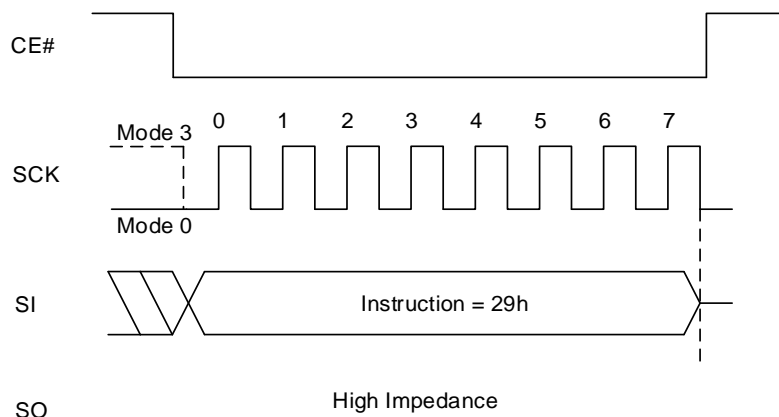 CE#
0 1 2 3 4 5 6 7
Mode 3
SCK
Mode 0
SI
Instruction = 29h
High Impedance
SO